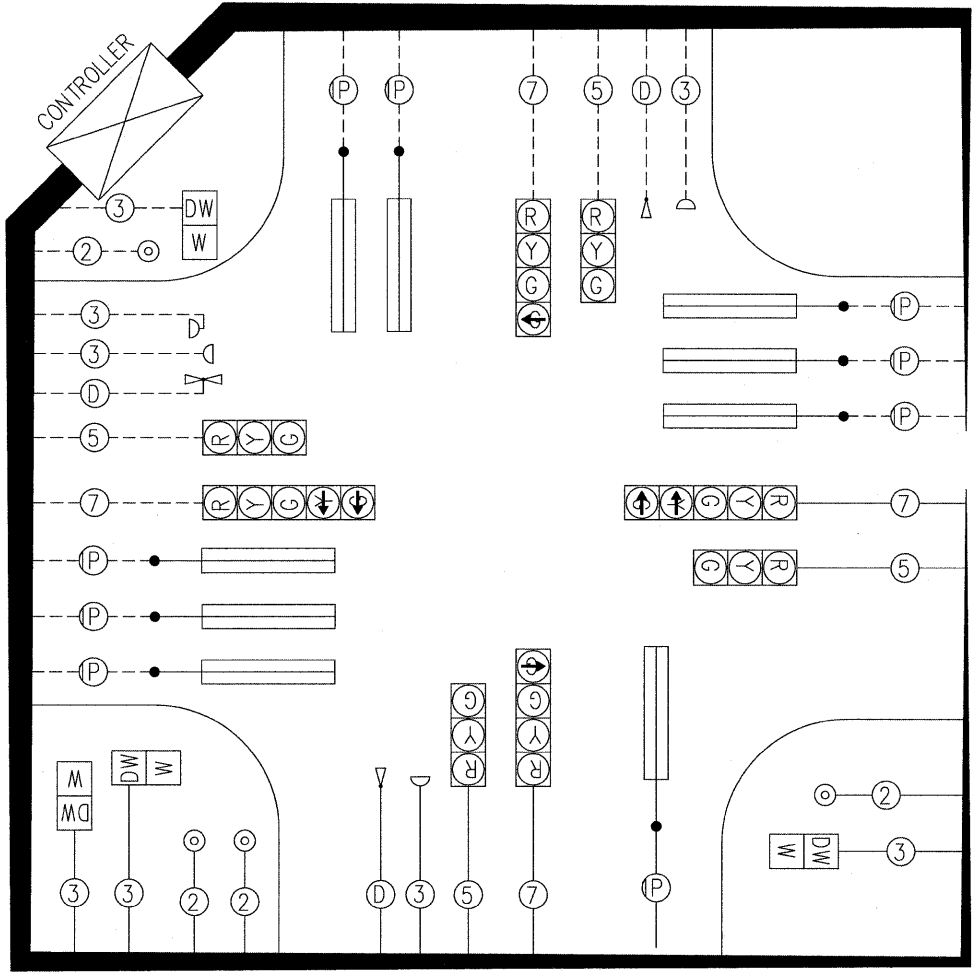 CONTROLLER
P P 7 5 D 3
3 DW
W
2
R R
Y Y
G G
G
3
3
D
5 R Y G
7 R Y G Y G
P
P
P
P
P
P
G Y G Y R 7
G Y R 5
G
G G
Y Y
R R
W
DW
DW W
3 3 2 2 D 3 5 7 P
2
W DW 3